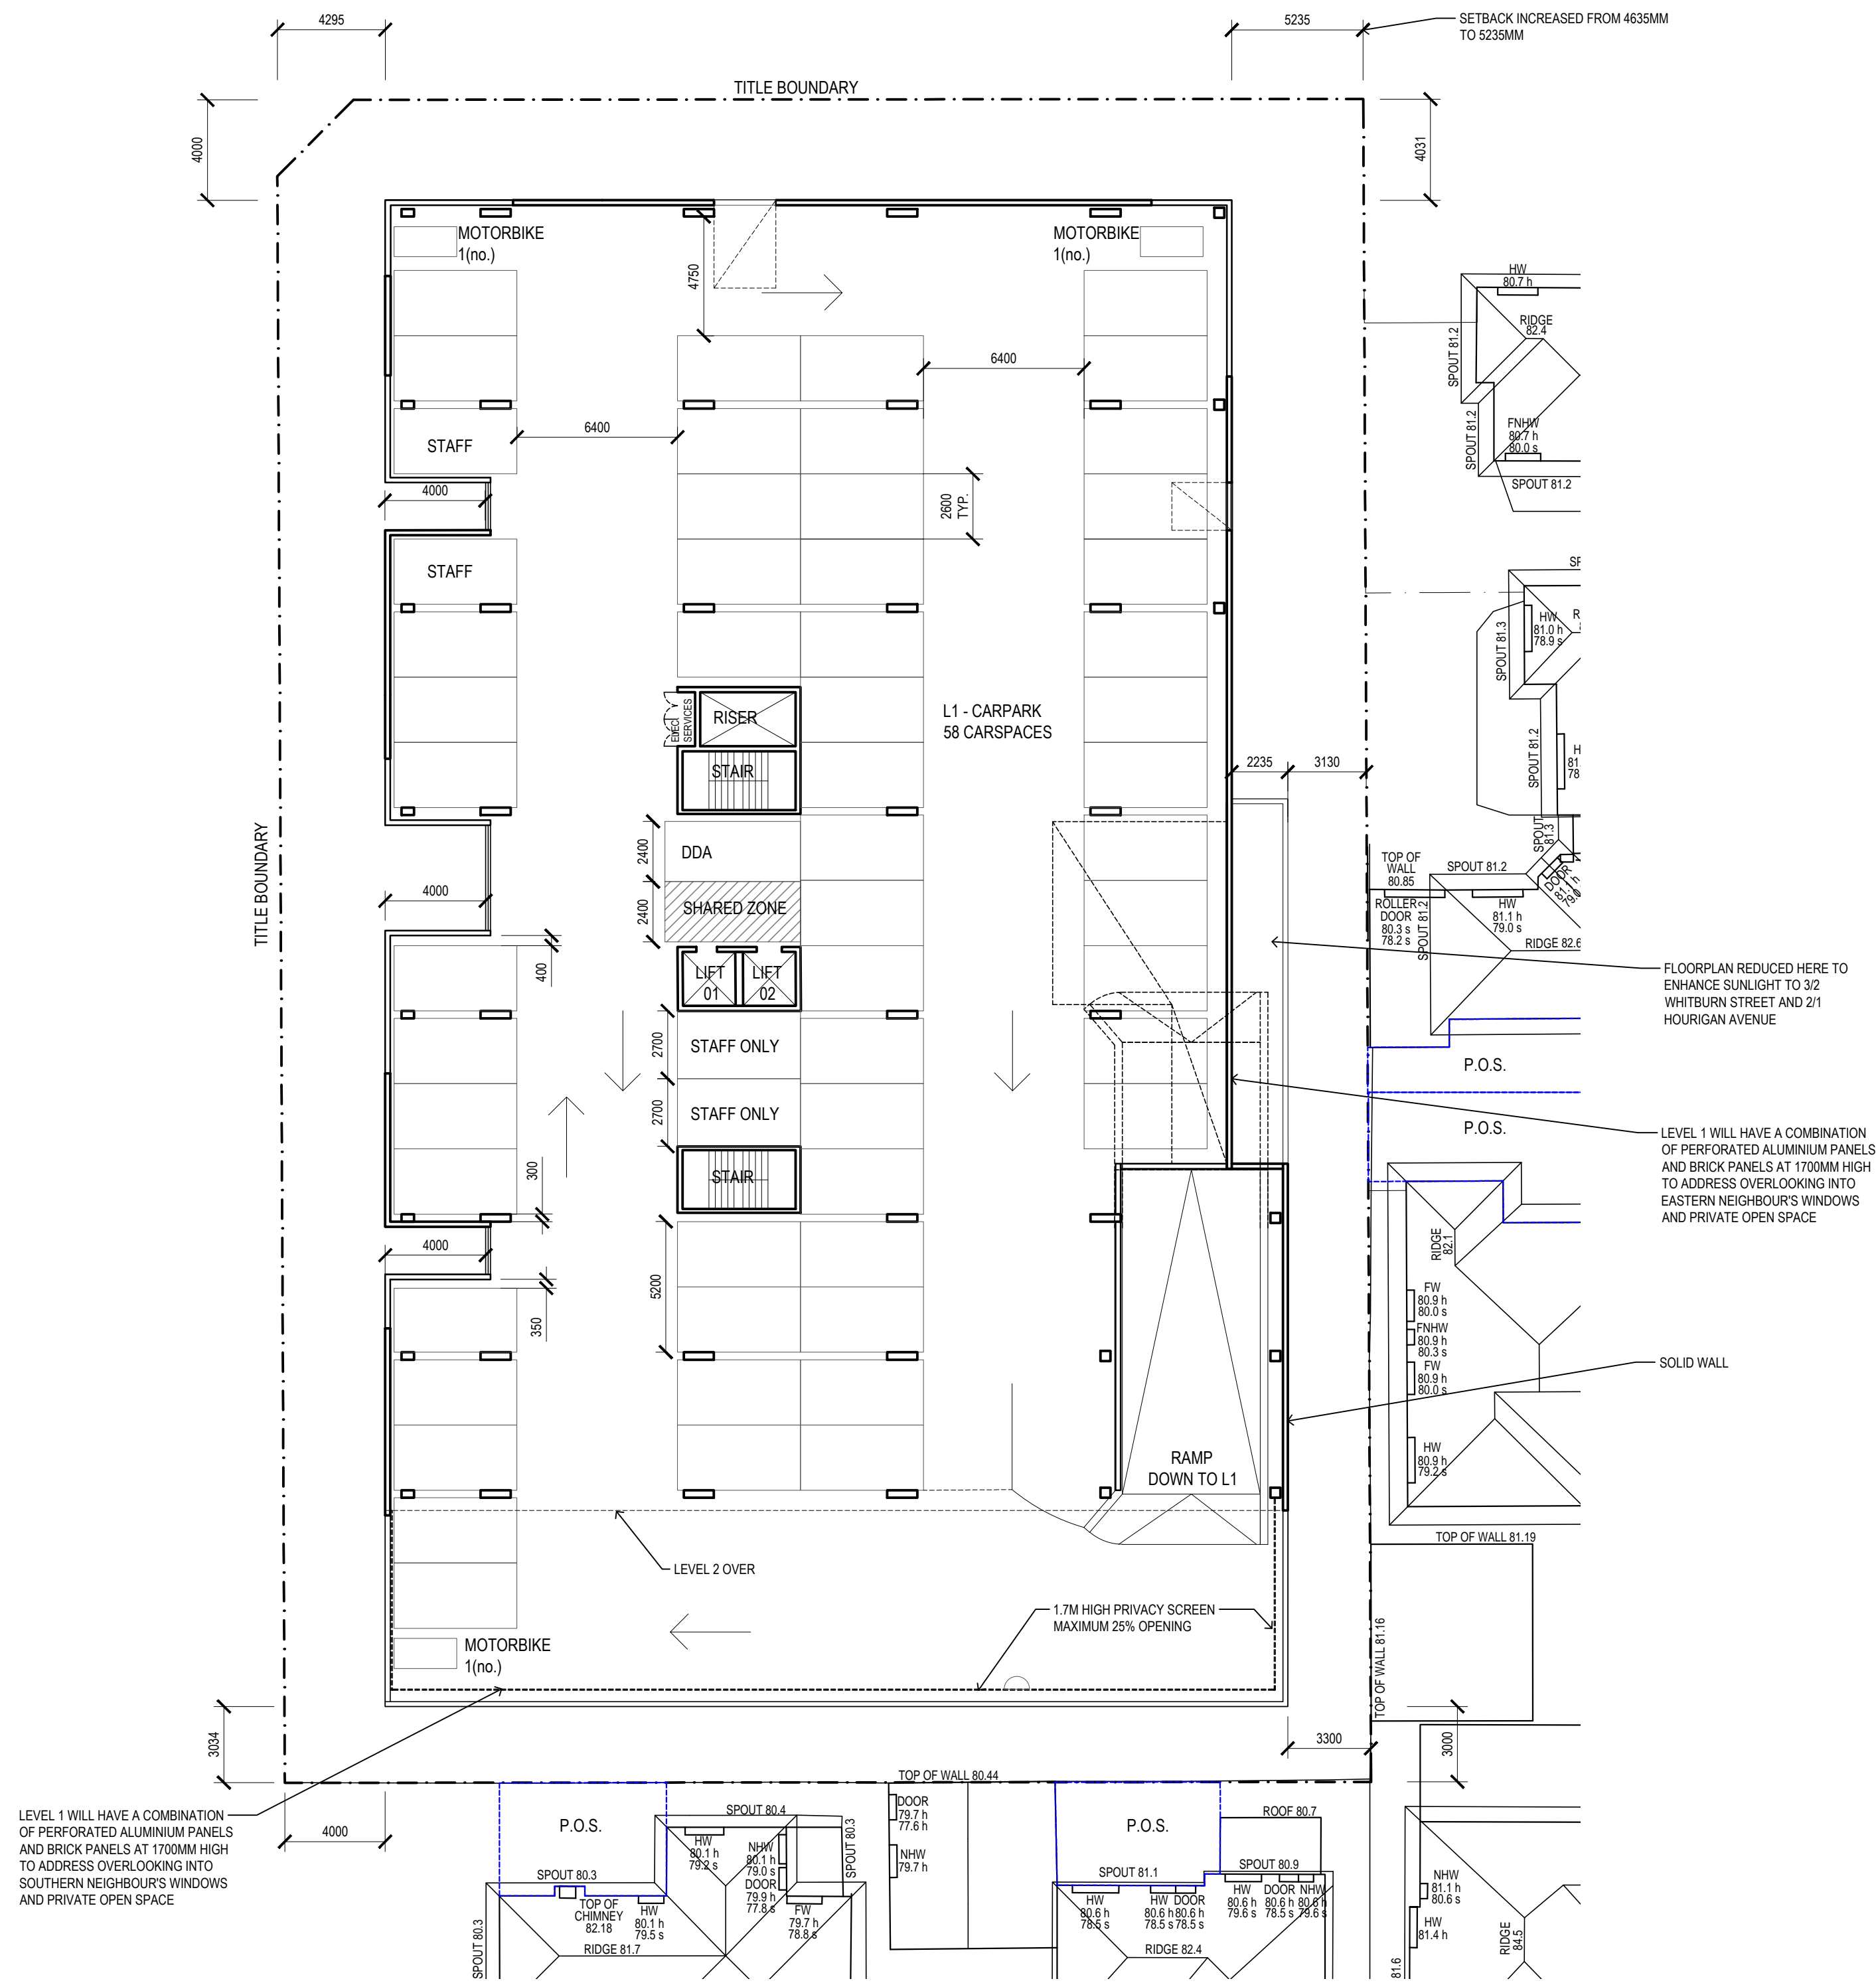 4295
5235
SETBACK INCREASED FROM 4635MM
TO 5235MM
TITLE BOUNDARY
4000
4031
MOTORBIKE
1(no.)
MOTORBIKE
1(no.)
4750
HW
80.7 h
RIDGE
82.4
SPOUT 81.2
6400
6400
STAFF
SPOUT 81.2
FNHW
80.7 h
80.0 s
SPOUT 81.2
4000
2600
TYP.
STAFF
HW
81.0 h
78.9 s
SPOUT 81.3
RISER
ELEC.
SERVICES
L1 - CARPARK
58 CARSPACES
SPOUT 81.2
STAIR
2235
3130
TITLE BOUNDARY
2400
DDA
SPOUT
81.3
TOP OF
WALL
80.85
SPOUT 81.2
DOOR
81.1 h
79.0
4000
2400
SHARED ZONE
ROLLER
DOOR
80.3 s
78.2 s
SPOUT 81.2
HW
81.1 h
79.0 s
RIDGE 82.6
400
LIFT
01
LIFT
02
FLOORPLAN REDUCED HERE TO
ENHANCE SUNLIGHT TO 3/2
WHITBURN STREET AND 2/1
HOURIGAN AVENUE
2700
STAFF ONLY
P.O.S.
2700
STAFF ONLY
P.O.S.
LEVEL 1 WILL HAVE A COMBINATION
OF PERFORATED ALUMINIUM PANELS
AND BRICK PANELS AT 1700MM HIGH
TO ADDRESS OVERLOOKING INTO
EASTERN NEIGHBOUR'S WINDOWS
AND PRIVATE OPEN SPACE
300
STAIR
4000
RIDGE
82.1
5200
350
FW
80.9 h
80.0 s
FNHW
80.9 h
80.3 s
FW
80.9 h
80.0 s
SOLID WALL
RAMP
DOWN TO L1
HW
80.9 h
79.2 s
TOP OF WALL 81.19
LEVEL 2 OVER
1.7M HIGH PRIVACY SCREEN
MAXIMUM 25% OPENING
MOTORBIKE
1(no.)
TOP OF WALL 81.16
3034
3300
3000
TOP OF WALL 80.44
LEVEL 1 WILL HAVE A COMBINATION
OF PERFORATED ALUMINIUM PANELS
AND BRICK PANELS AT 1700MM HIGH
TO ADDRESS OVERLOOKING INTO
SOUTHERN NEIGHBOUR'S WINDOWS
AND PRIVATE OPEN SPACE
4000
P.O.S.
SPOUT 80.4
DOOR
79.7 h
77.6 h
P.O.S.
ROOF 80.7
HW
80.1 h
79.2 s
NHW
80.1 h
79.0 s
DOOR
79.9 h
77.8 s
SPOUT 80.3
NHW
79.7 h
SPOUT 80.3
SPOUT 81.1
SPOUT 80.9
TOP OF
CHIMNEY
82.18
HW
80.1 h
79.5 s
FW
79.7 h
78.8 s
HW
80.6 h
78.5 s
HW
80.6 h
78.5 s
DOOR
80.6 h
78.5 s
HW
80.6 h
79.6 s
DOOR
80.6 h
78.5 s
NHW
80.6 h
79.6 s
NHW
81.1 h
80.6 s
HW
81.4 h
SPOUT 80.3
RIDGE 81.7
RIDGE 82.4
RIDGE
84.5
81.6